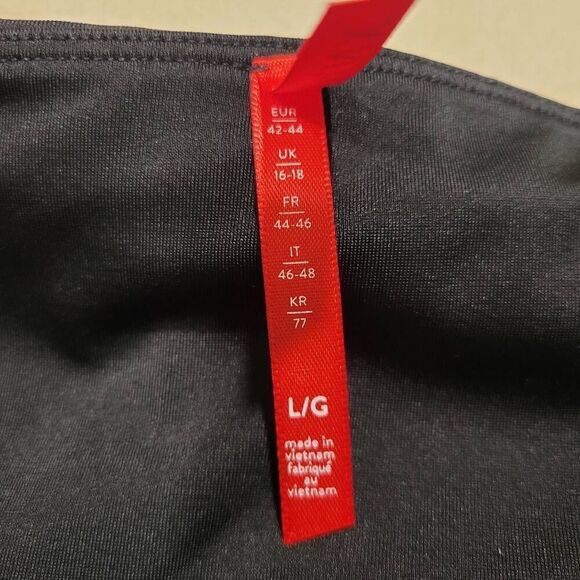 EUR
42-44
UK
16-18
FR
44-46
IT
46-48
KR
77
L/G
made in
vietnam
fabriqué
au
vietnam